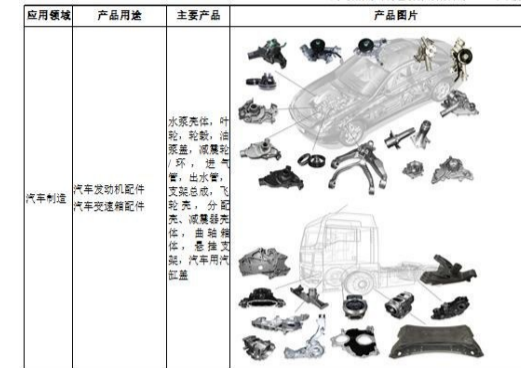 应用领域 产品用途 主要产品 产品图片
汽车制造
汽车发动机配件
汽车变速箱配件
水泵壳体，叶
轮，轮毂，油
泵盖，减震轮
/环，进气
管，出水管，
支架总成，飞
轮壳，分配
壳、减震器壳
体，曲轴箱
体，悬挂支
架，汽车用汽
缸盖